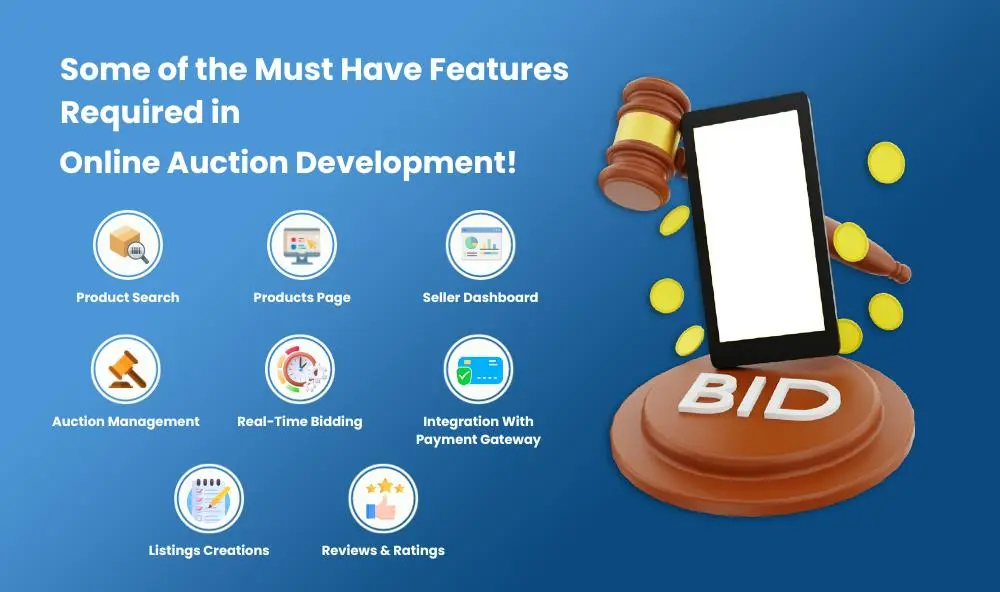 Some of the Must Have Features
Required in
Online Auction Development!
Product Search
Products Page
Seller Dashboard
Auction Management
Real-Time Bidding
Integration With
Payment Gateway
Listings Creations
Reviews & Ratings
BID